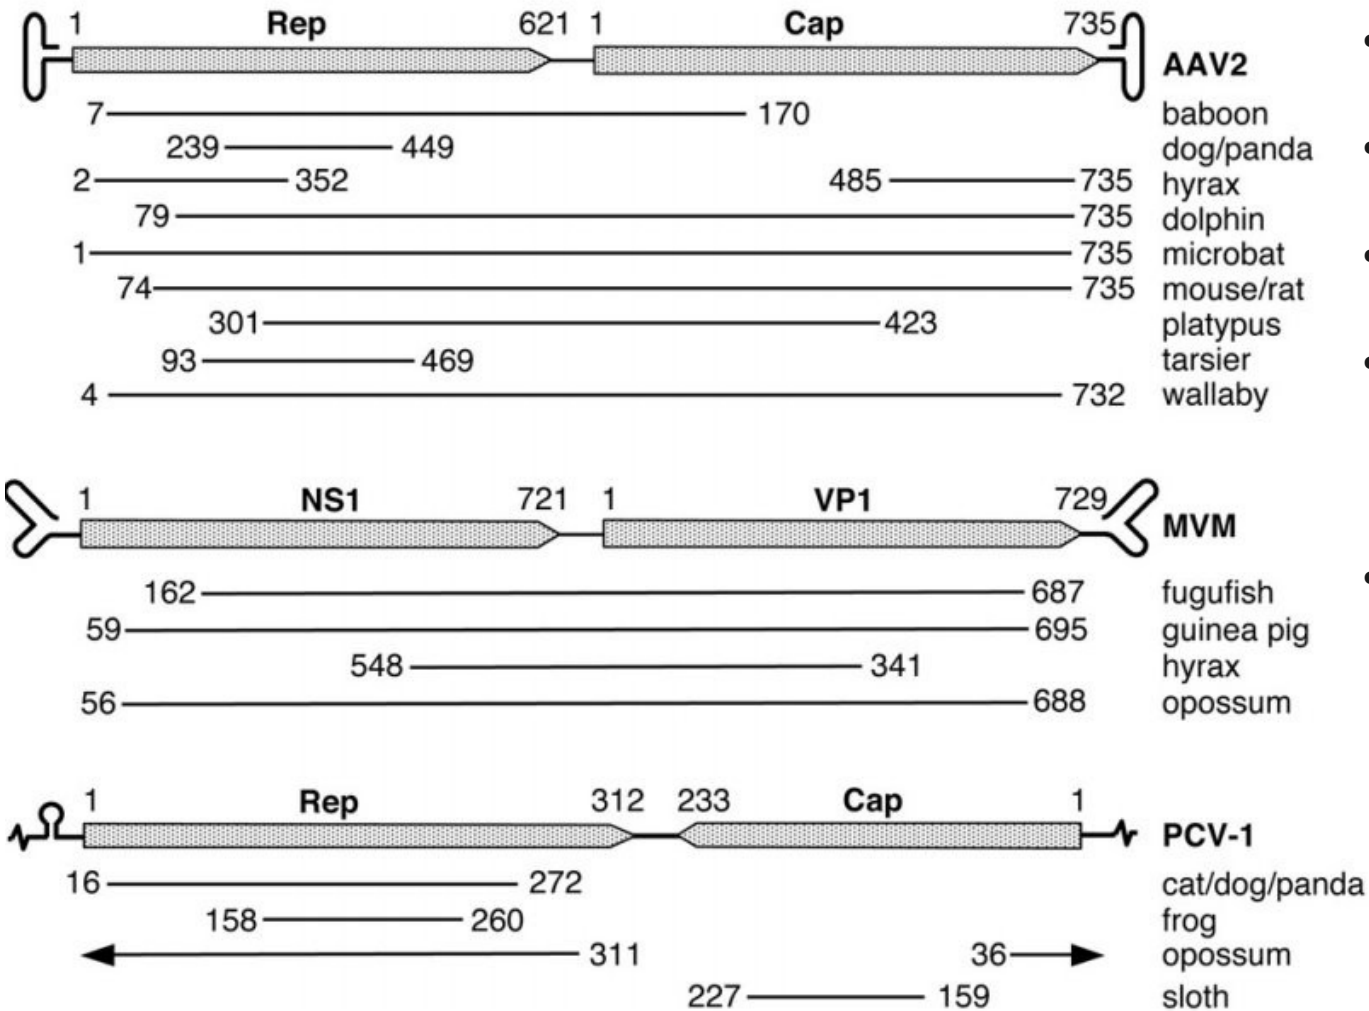 1 Rep 621 1 Cap 735 AAV2
7 170 baboon
239 449 dog/panda
2 352 485 735 hyrax
79 735 dolphin
1 735 microbat
74 735 mouse/rat
301 423 platypus
93 469 tarsier
4 732 wallaby
1 NS1 721 1 VP1 729 MVM
162 687 fugufish
59 695 guinea pig
548 341 hyrax
56 688 opossum
1 Rep 312 233 Cap 1 PCV-1
16 272 cat/dog/panda
158 260 frog
311 36 opossum
227 159 sloth